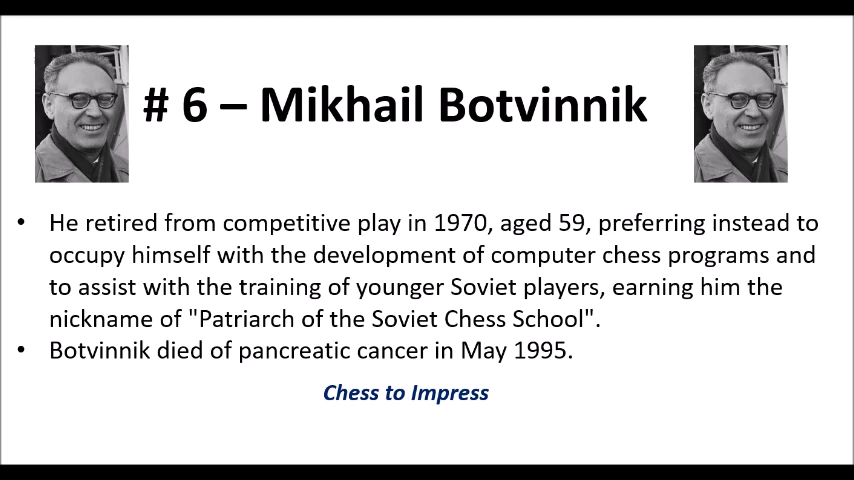 # 6 – Mikhail Botvinnik
• He retired from competitive play in 1970, aged 59, preferring instead to
occupy himself with the development of computer chess programs and
to assist with the training of younger Soviet players, earning him the
nickname of "Patriarch of the Soviet Chess School".
• Botvinnik died of pancreatic cancer in May 1995.
Chess to Impress